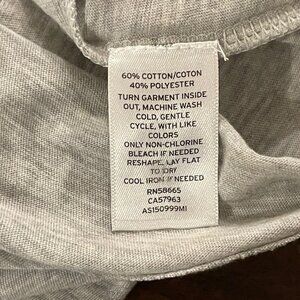 60% COTTON/COTON
40% POLYESTER
TURN GARMENT INSIDE
OUT, MACHINE WASH
COLD, GENTLE
CYCLE, WITH LIKE
COLORS
ONLY NON-CHLORINE
BLEACH IF NEEDED
RESHAPE, LAY FLAT
TO DRY
COOL IRON IF NEEDED
RN58665
CA57963
AS150999MI